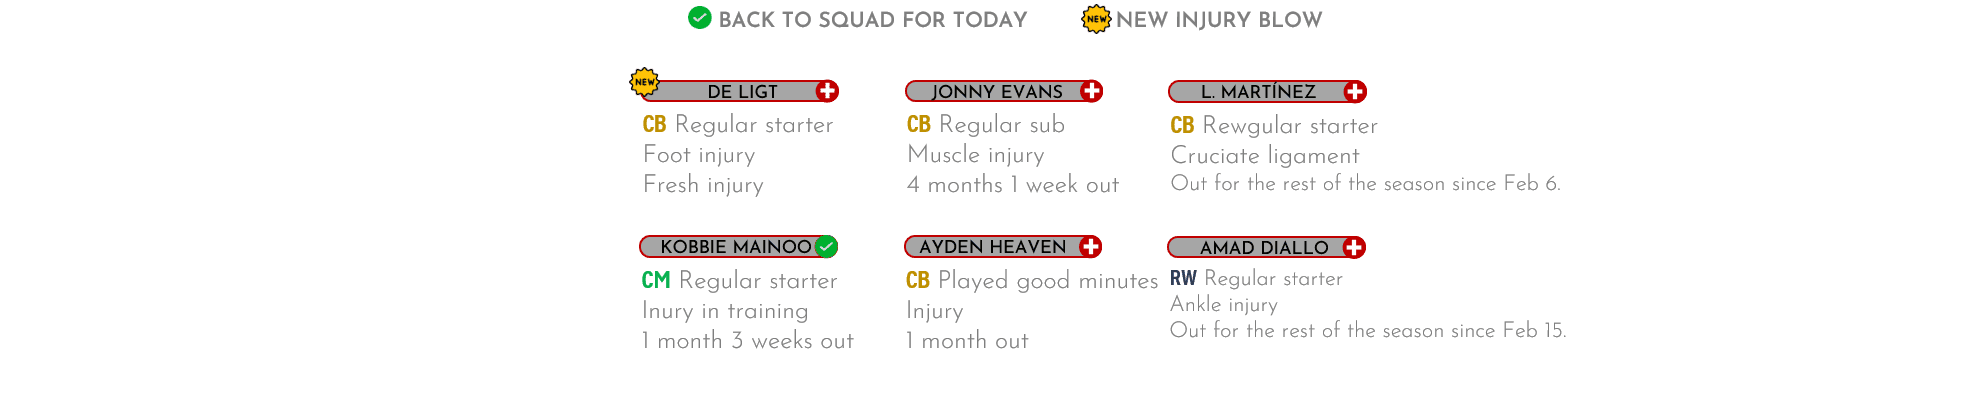 BACK TO SQUAD FOR TODAY
NEW NEW INJURY BLOW
NEW
DE LIGT
CB Regular starter
Foot injury
Fresh injury
JONNY EVANS
CB Regular sub
Muscle injury
4 months 1 week out
L. MARTÍNEZ
CB Rewgular starter
Cruciate ligament
Out for the rest of the season since Feb 6.
KOBBIE MAINOO
CM Regular starter
Inury in training
1 month 3 weeks out
AYDEN HEAVEN
CB Played good minutes
Injury
1 month out
AMAD DIALLO
RW Regular starter
Ankle injury
Out for the rest of the season since Feb 15.